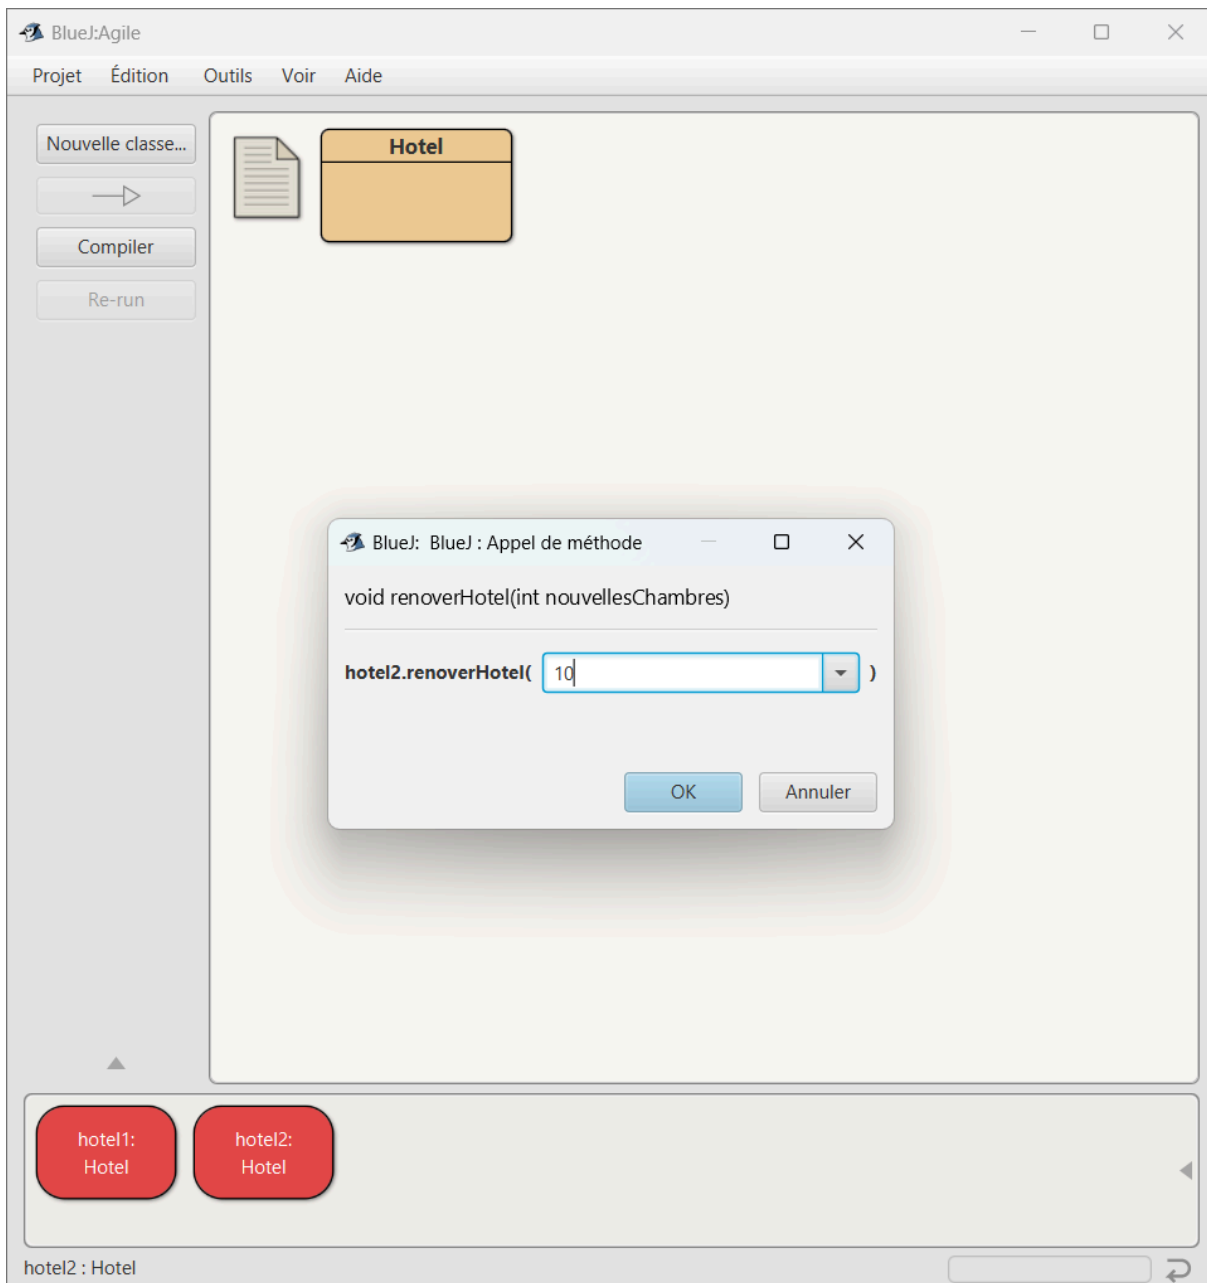 BlueJ:Agile
Projet Édition Outils Voir Aide
Nouvelle classe...
Compiler
Re-run
Hotel
BlueJ: BlueJ : Appel de méthode
void renoverHotel(int nouvellesChambres)
hotel2.renoverHotel( 10 )
OK Annuler
hotel1:
Hotel
hotel2:
Hotel
hotel2 : Hotel